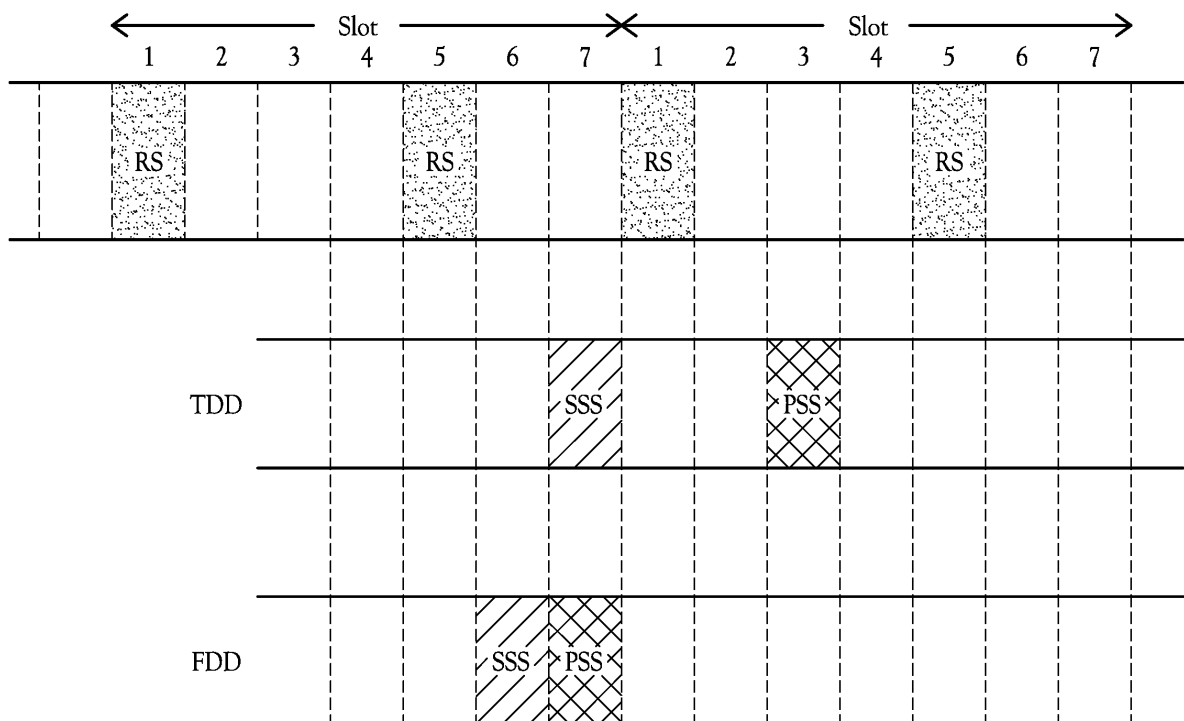 Slot Slot
1 2 3 4 5 6 7 1 2 3 4 5 6 7
RS RS RS RS
TDD SSS PSS
FDD SSS PSS